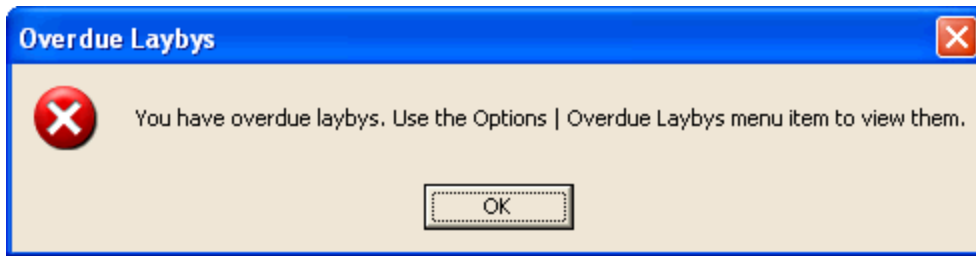 Overdue Laybys
You have overdue laybys. Use the Options | Overdue Laybys menu item to view them.
OK